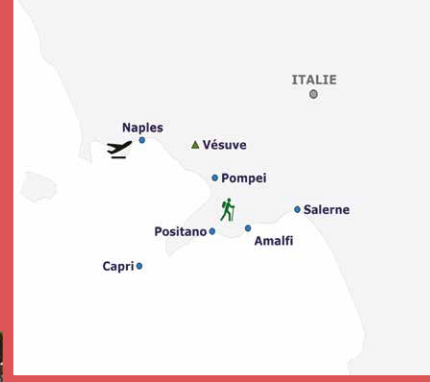 ITALIE
Naples
Vésuve
Pompei
Salerne
Positano
Amalfi
Capri